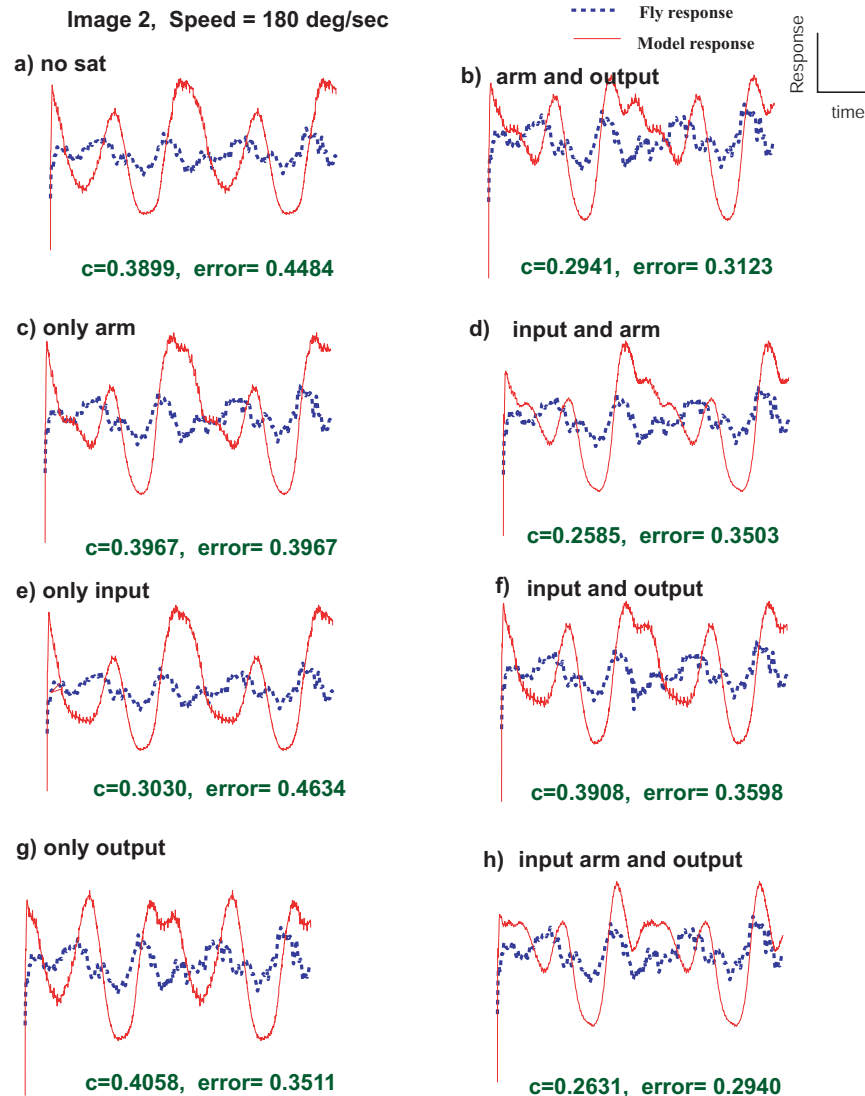 Image 2,  Speed = 180 deg/sec
Fly response
Model response
Response
time
a) no sat
b) arm and output
c=0.3899,  error= 0.4484
c=0.2941,  error= 0.3123
c) only arm
d) input and arm
c=0.3967,  error= 0.3967
c=0.2585,  error= 0.3503
e) only input
f) input and output
c=0.3030,  error= 0.4634
c=0.3908,  error= 0.3598
g) only output
h) input arm and output
c=0.4058,  error= 0.3511
c=0.2631,  error= 0.2940